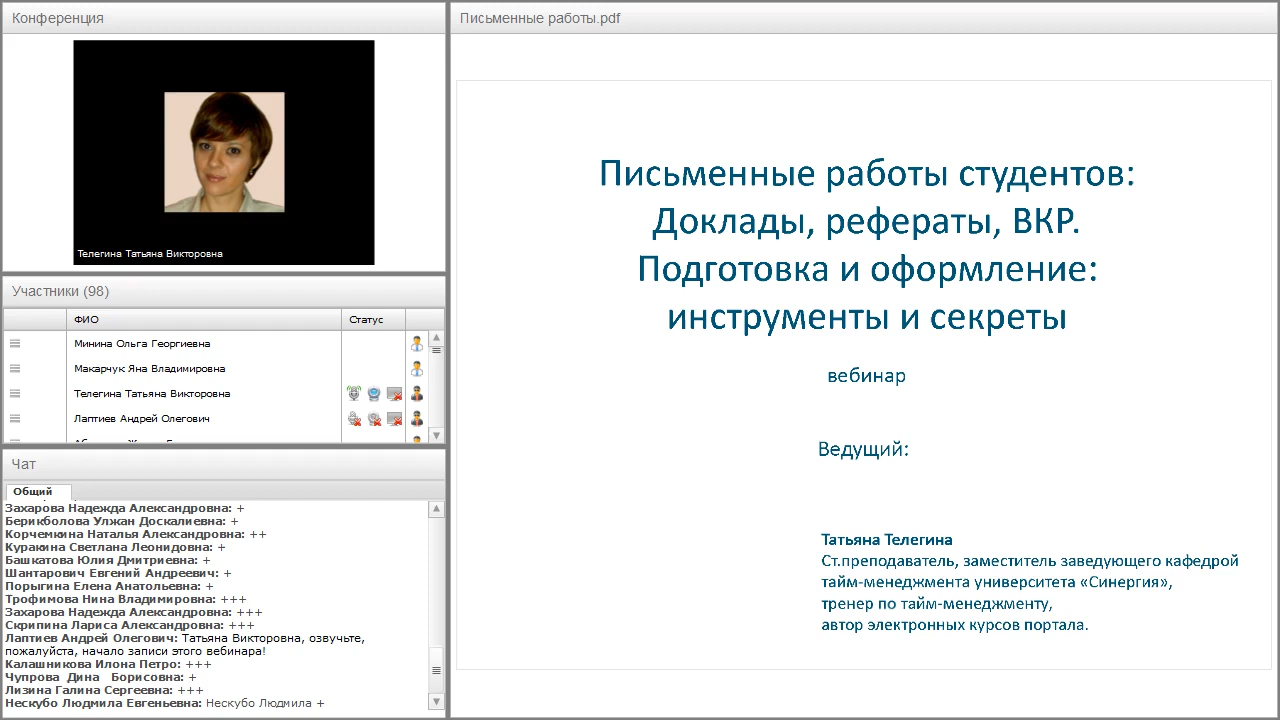 Конференция
Телегина Татьяна Викторовна
Участники (98)
ФИО Статус
Минина Ольга Георгиевна
Макарчук Яна Владимировна
Телегина Татьяна Викторовна
Лаптиев Андрей Олегович
Чат
Общий
Захарова Надежда Александровна: +
Берикболова Улжан Доскалиевна: +
Корчемкина Наталья Александровна: ++
Куракина Светлана Леонидовна: +
Башкатова Юлия Дмитриевна: +
Шантарович Евгений Андреевич: +
Порыгина Елена Анатольевна: +
Трофимова Нина Владимировна: +++
Захарова Надежда Александровна: +++
Скрипина Лариса Александровна: +++
Лаптиев Андрей Олегович: Татьяна Викторовна, озвучьте,
пожалуйста, начало записи этого вебинара!
Калашникова Илона Петро: +++
Чупрова Дина Борисовна: +
Лизина Галина Сергеевна: +++
Нескубо Людмила Евгеньевна: Нескубо Людмила +
Письменные работы.pdf
Письменные работы студентов:
Доклады, рефераты, ВКР.
Подготовка и оформление:
инструменты и секреты
вебинар
Ведущий:
Татьяна Телегина
Ст.преподаватель, заместитель заведующего кафедрой
тайм-менеджмента университета «Синергия»,
тренер по тайм-менеджменту,
автор электронных курсов портала.